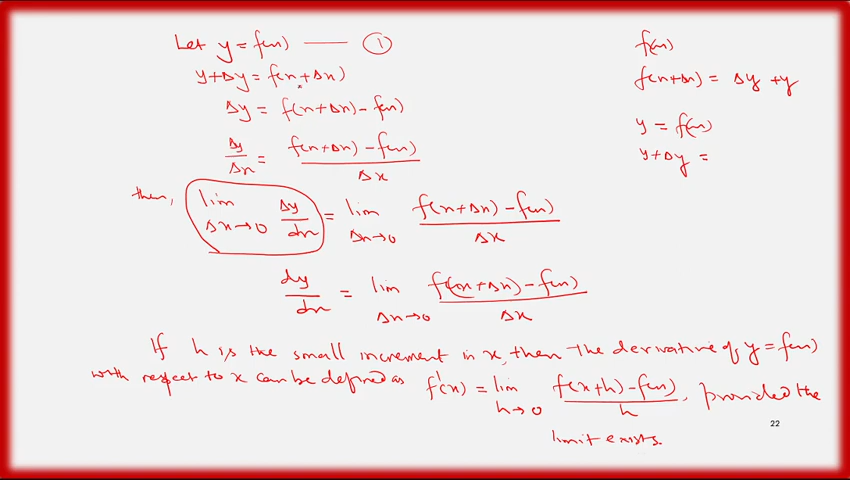 Let y = f(x) —— ①
y+Δy = f(x+Δx)
Δy = f(x+Δx) - f(x)
Δy/Δx = f(x+Δx) - f(x) / Δx
then, lim Δx→0 Δy/dx = lim Δx→0 f(x+Δx) - f(x) / Δx
dy/dx = lim Δx→0 f(x+Δx) - f(x) / Δx
If h is the small increment in x, then the derivative of y = f(x)
with respect to x can be defined as f'(x) = lim h→0 f(x+h) - f(x) / h, provided the
limit exists.
f(x)
f(x+Δx) = Δy + y
y = f(x)
y+Δy =
22